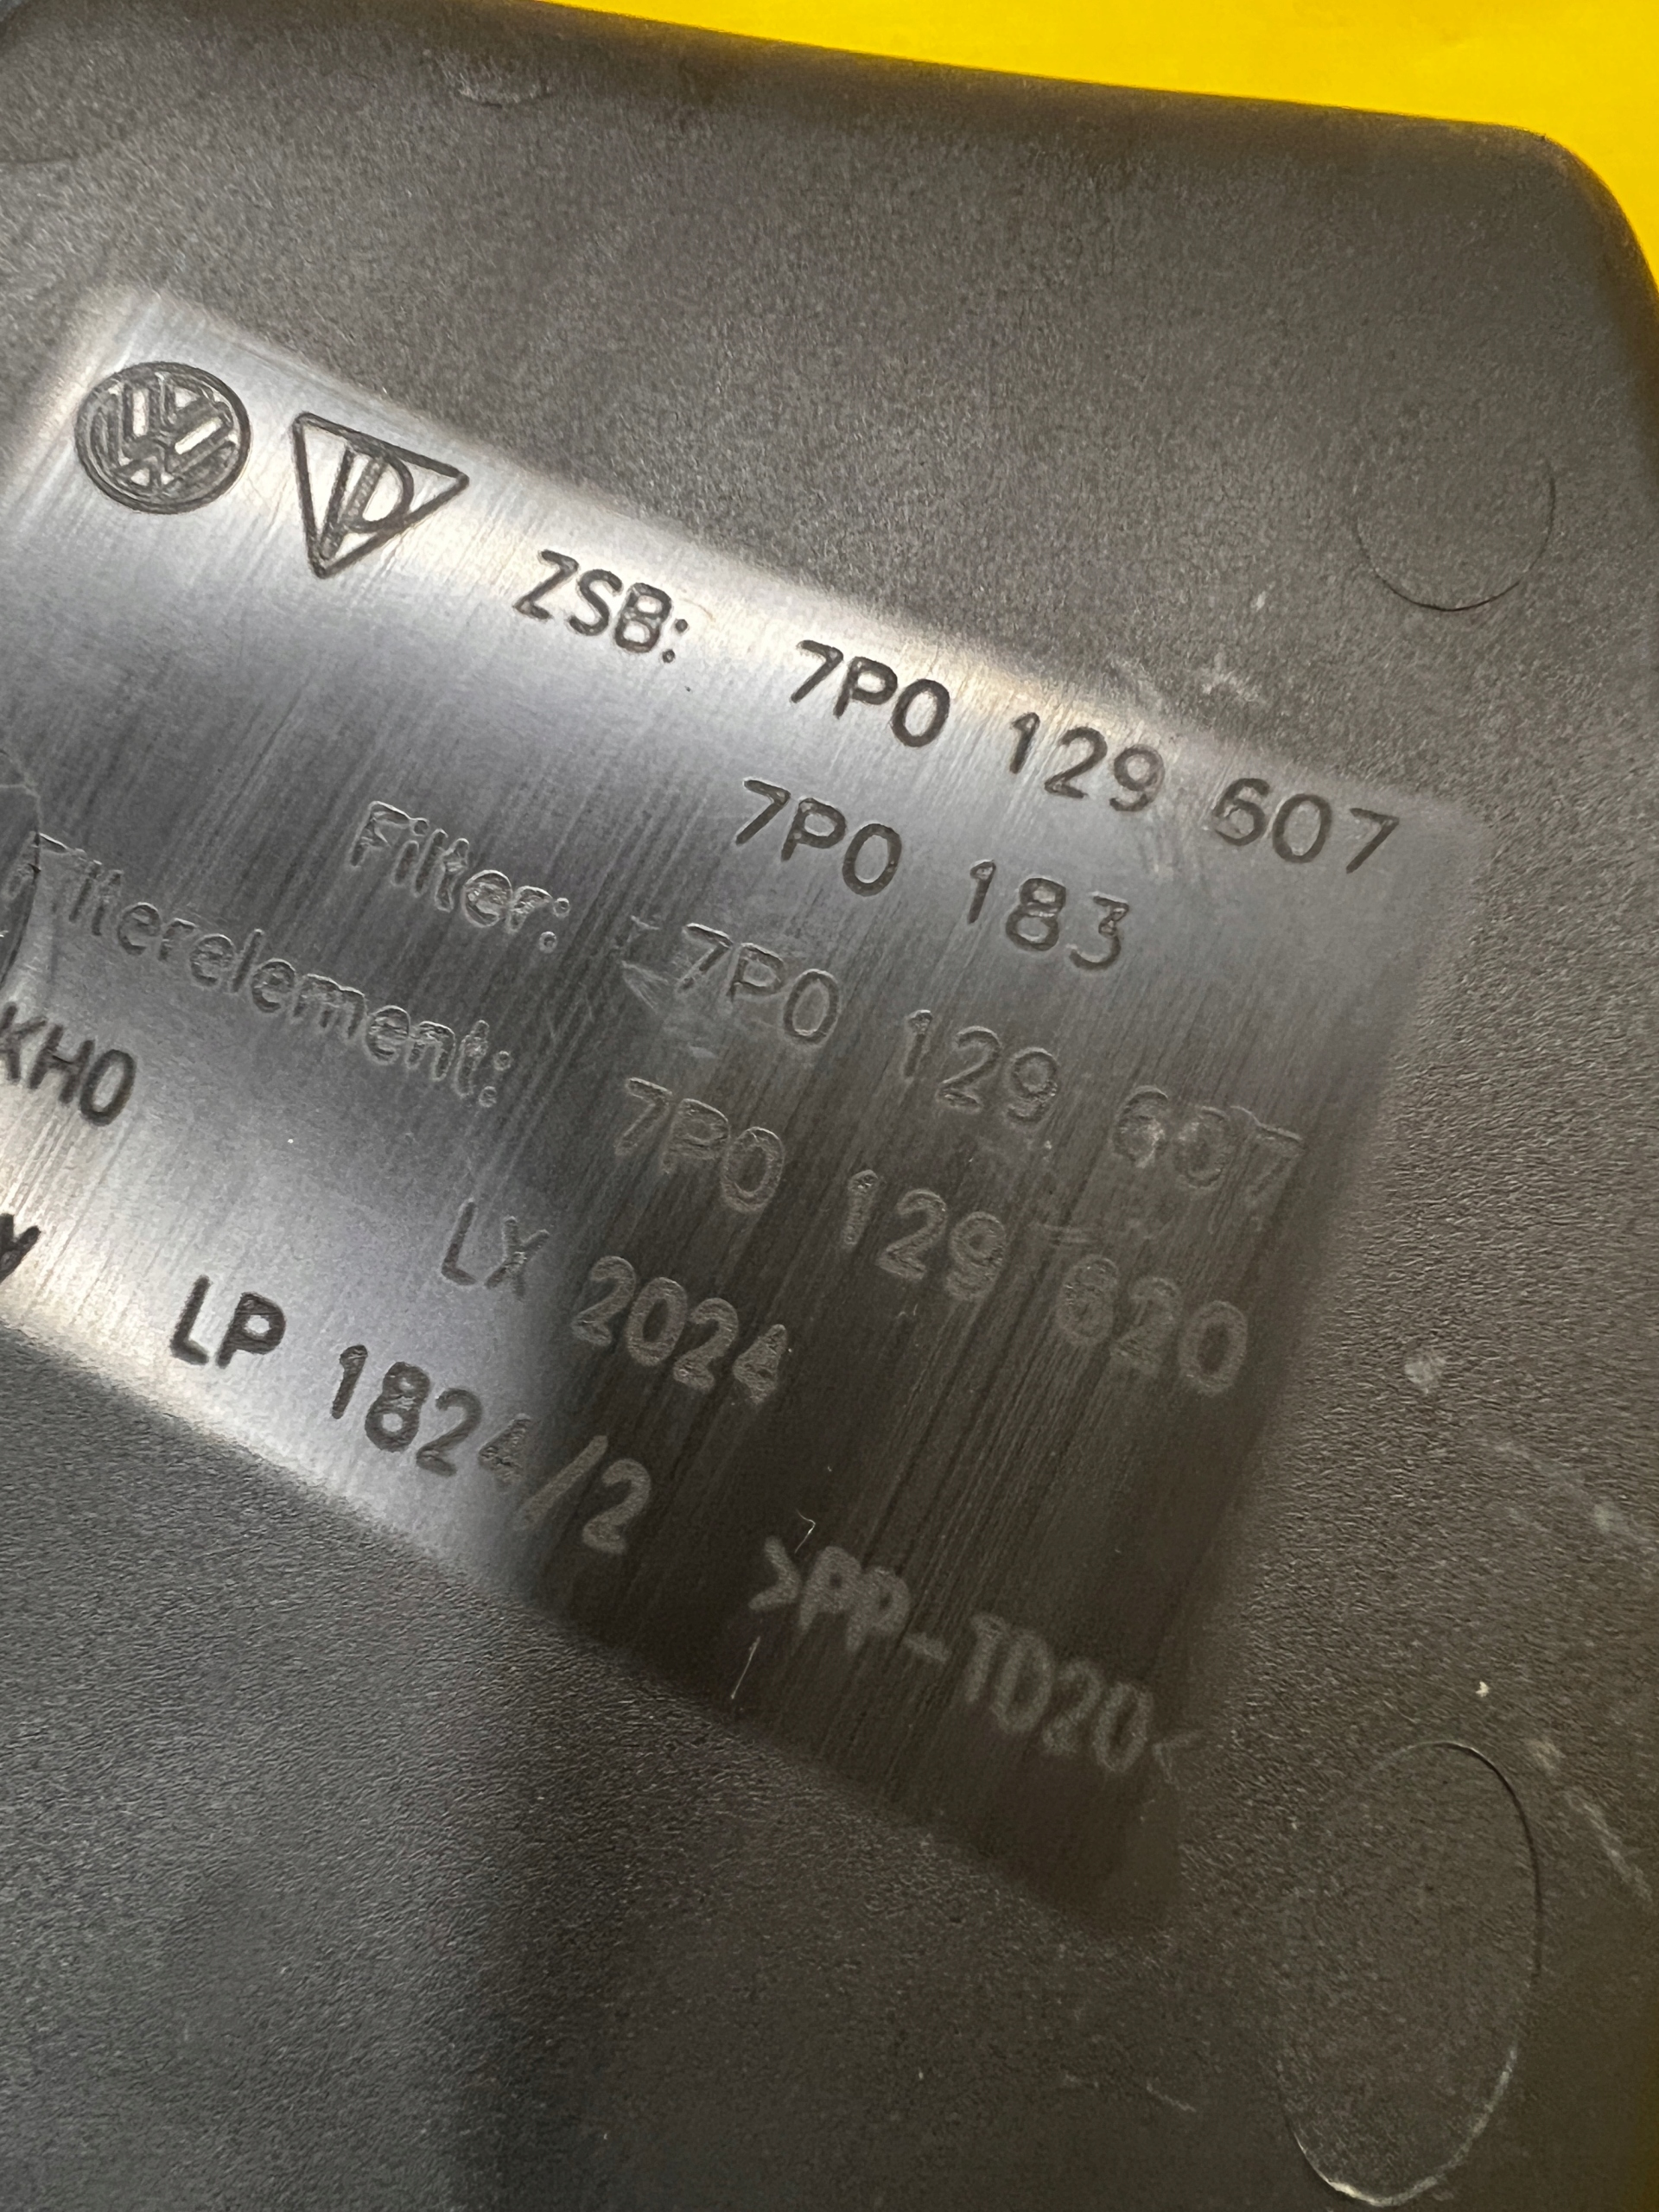 ZSB: 7P0 129 607
7P0 183
Filter: 7P0 129 607
Filterelement: 7P0 129 620
KH0
LX 2024
LP 1824/2 >PP-TD20<